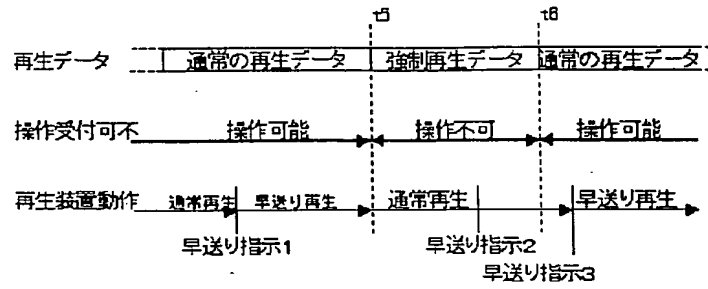 t5 t6
再生データ 通常の再生データ 強制再生データ 通常の再生データ
操作受付可不 操作可能 操作不可 操作可能
再生装置動作 通常再生 早送り再生 通常再生 早送り再生
早送り指示1 早送り指示2
早送り指示3